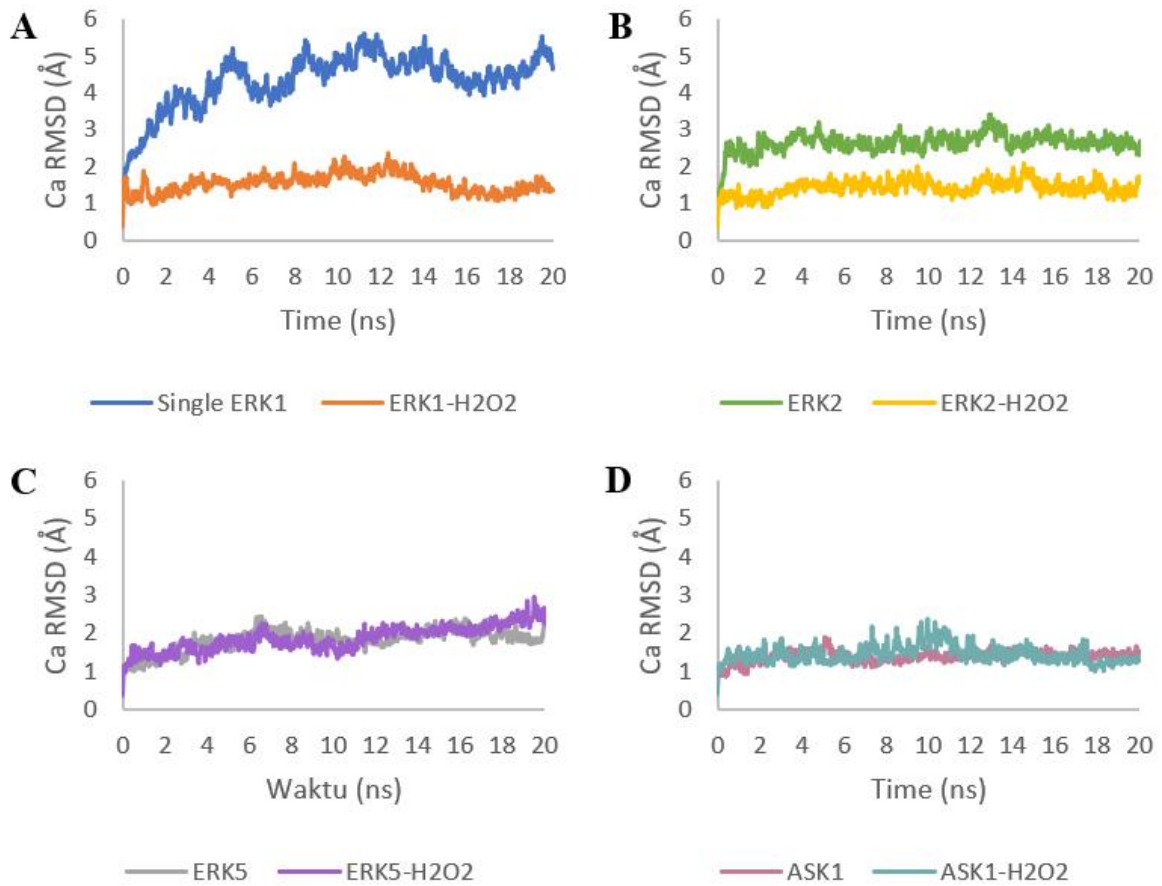 A
B
Ca RMSD (Å)
6
5
4
3
2
1
0
0 2 4 6 8 10 12 14 16 18 20
Time (ns)
Single ERK1 ERK1-H2O2
Ca RMSD (Å)
6
5
4
3
2
1
0
0 2 4 6 8 10 12 14 16 18 20
Time (ns)
ERK2 ERK2-H2O2
C
D
Ca RMSD (Å)
6
5
4
3
2
1
0
0 2 4 6 8 10 12 14 16 18 20
Waktu (ns)
ERK5 ERK5-H2O2
Ca RMSD (Å)
6
5
4
3
2
1
0
0 2 4 6 8 10 12 14 16 18 20
Time (ns)
ASK1 ASK1-H2O2